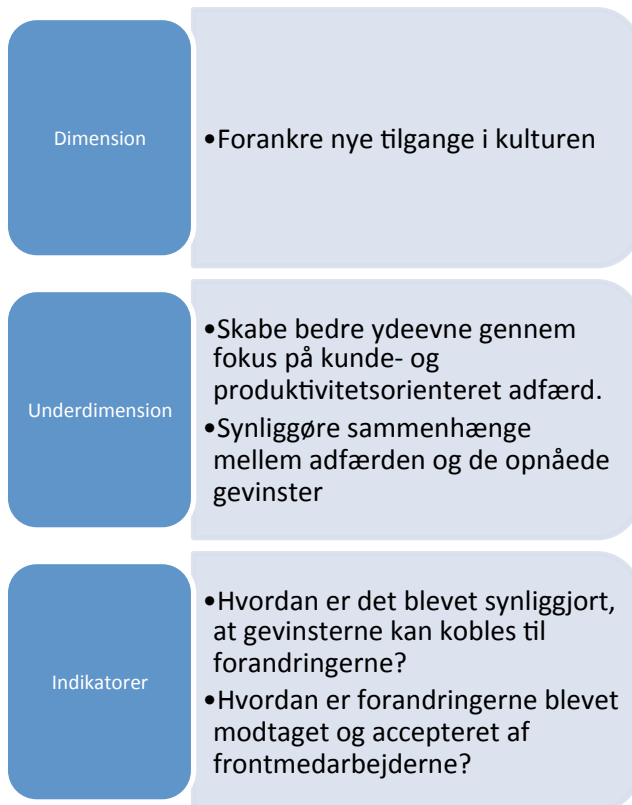 Dimension
•Forankre nye tilgange i kulturen
Underdimension
•Skabe bedre ydeevne gennem
fokus på kunde- og
produktivitetsorienteret adfærd.
•Synliggøre sammenhænge
mellem adfærden og de opnåede
gevinster
Indikatorer
•Hvordan er det blevet synliggjort,
at gevinsterne kan kobles til
forandringerne?
•Hvordan er forandringerne blevet
modtaget og accepteret af
frontmedarbejderne?